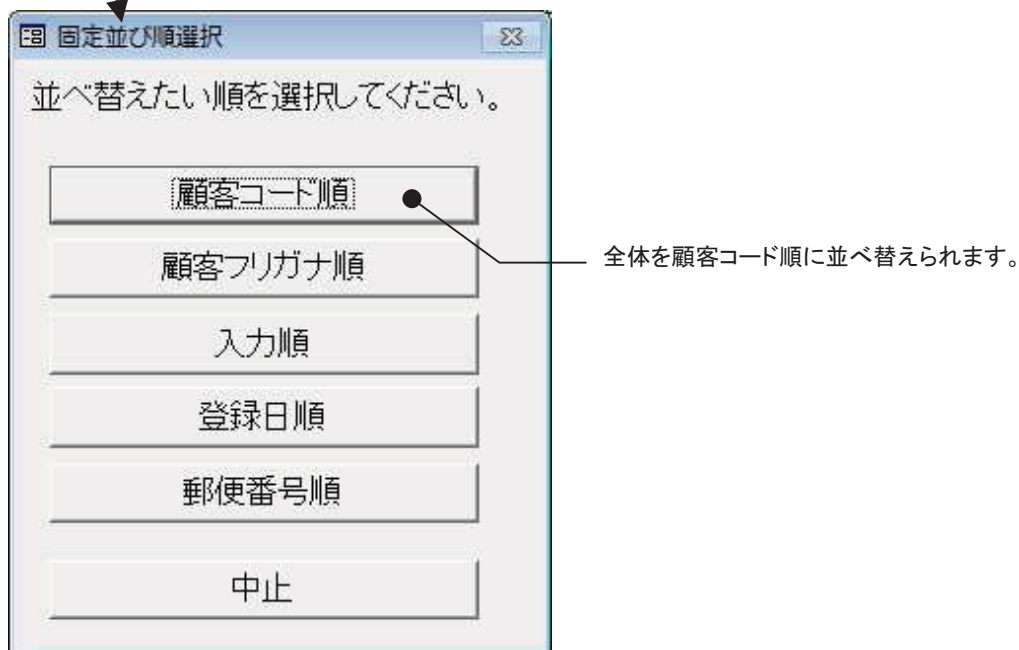 固定並び順選択
並べ替えたい順を選択してください。
顧客コード順
全体を顧客コード順に並べ替えられます。
顧客フリガナ順
入力順
登録日順
郵便番号順
中止